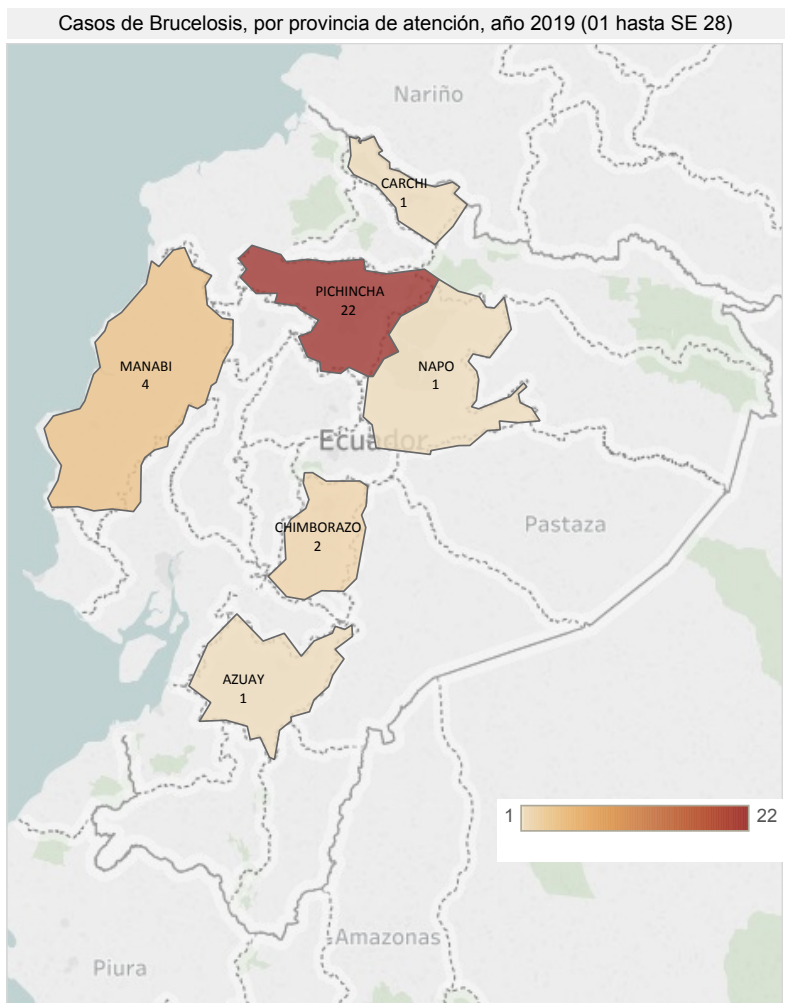 Casos de Brucelosis, por provincia de atención, año 2019 (01 hasta SE 28)
Nariño
CARCHI
1
PICHINCHA
22
MANABI
4
NAPO
1
Ecuador
CHIMBORAZO
2
Pastaza
AZUAY
1
1
22
Amazonas
Piura